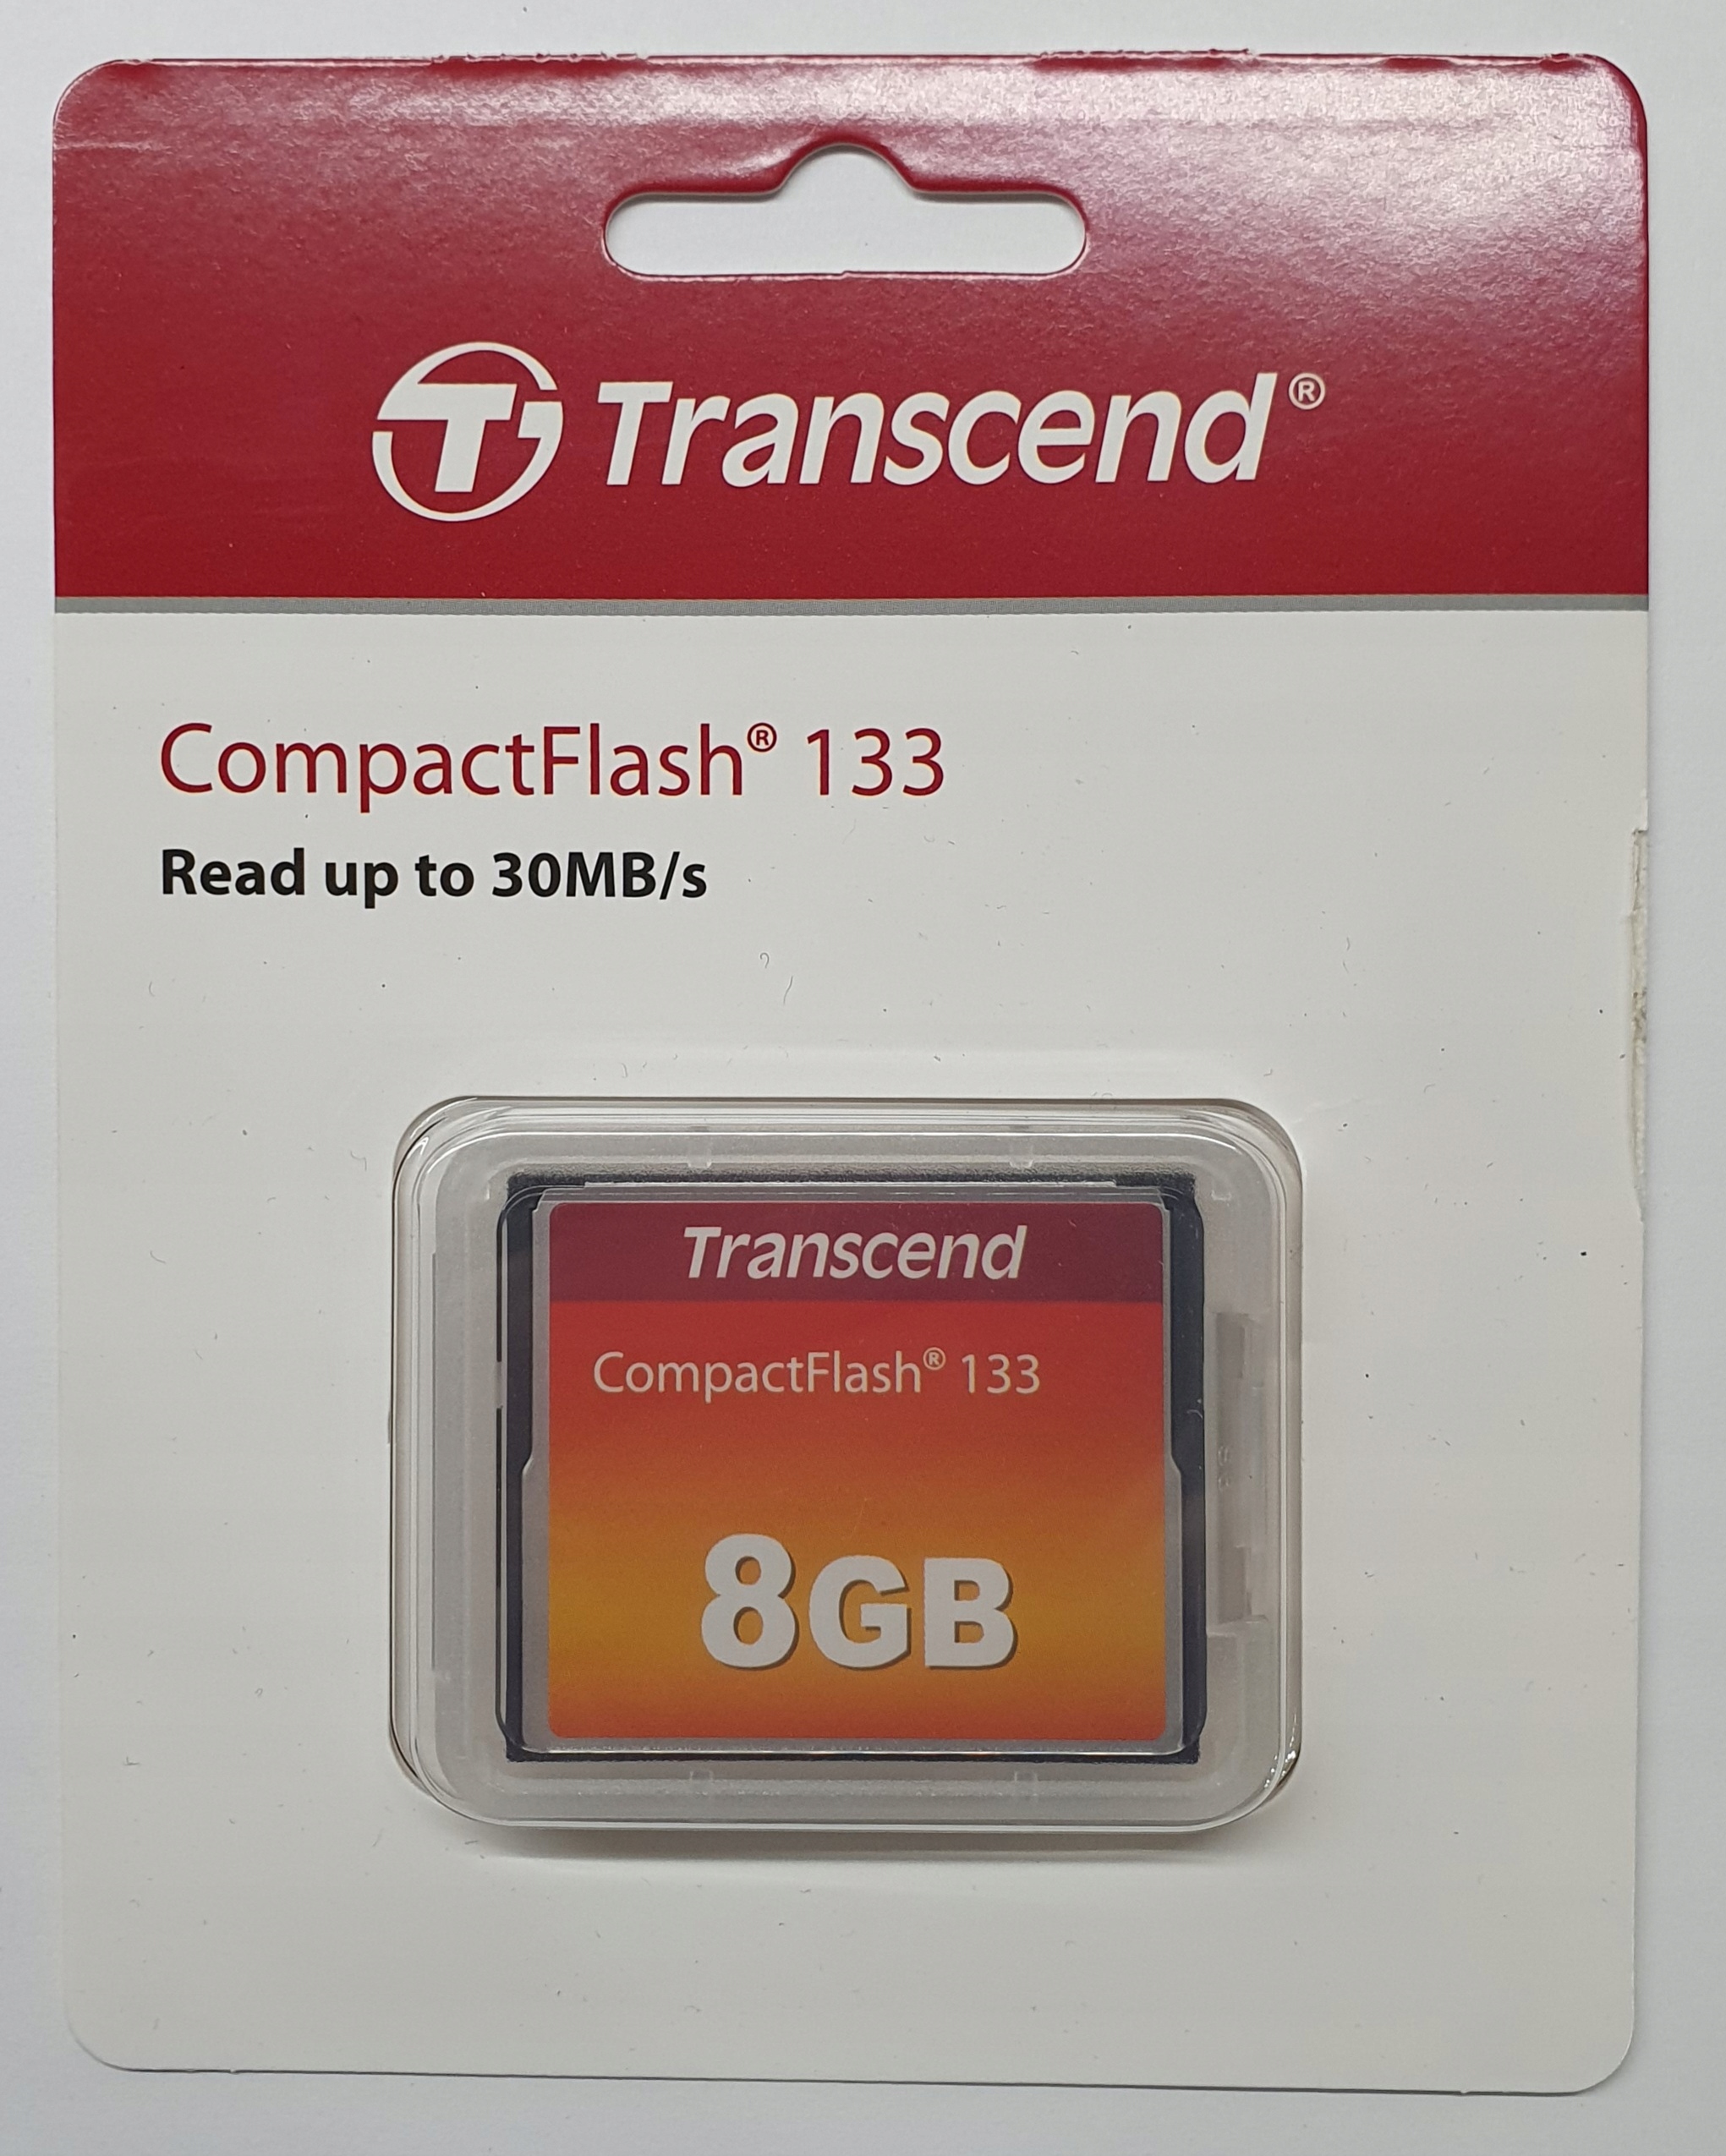 Transcend®
CompactFlash® 133
Read up to 30MB/s
Transcend
CompactFlash® 133
8GB